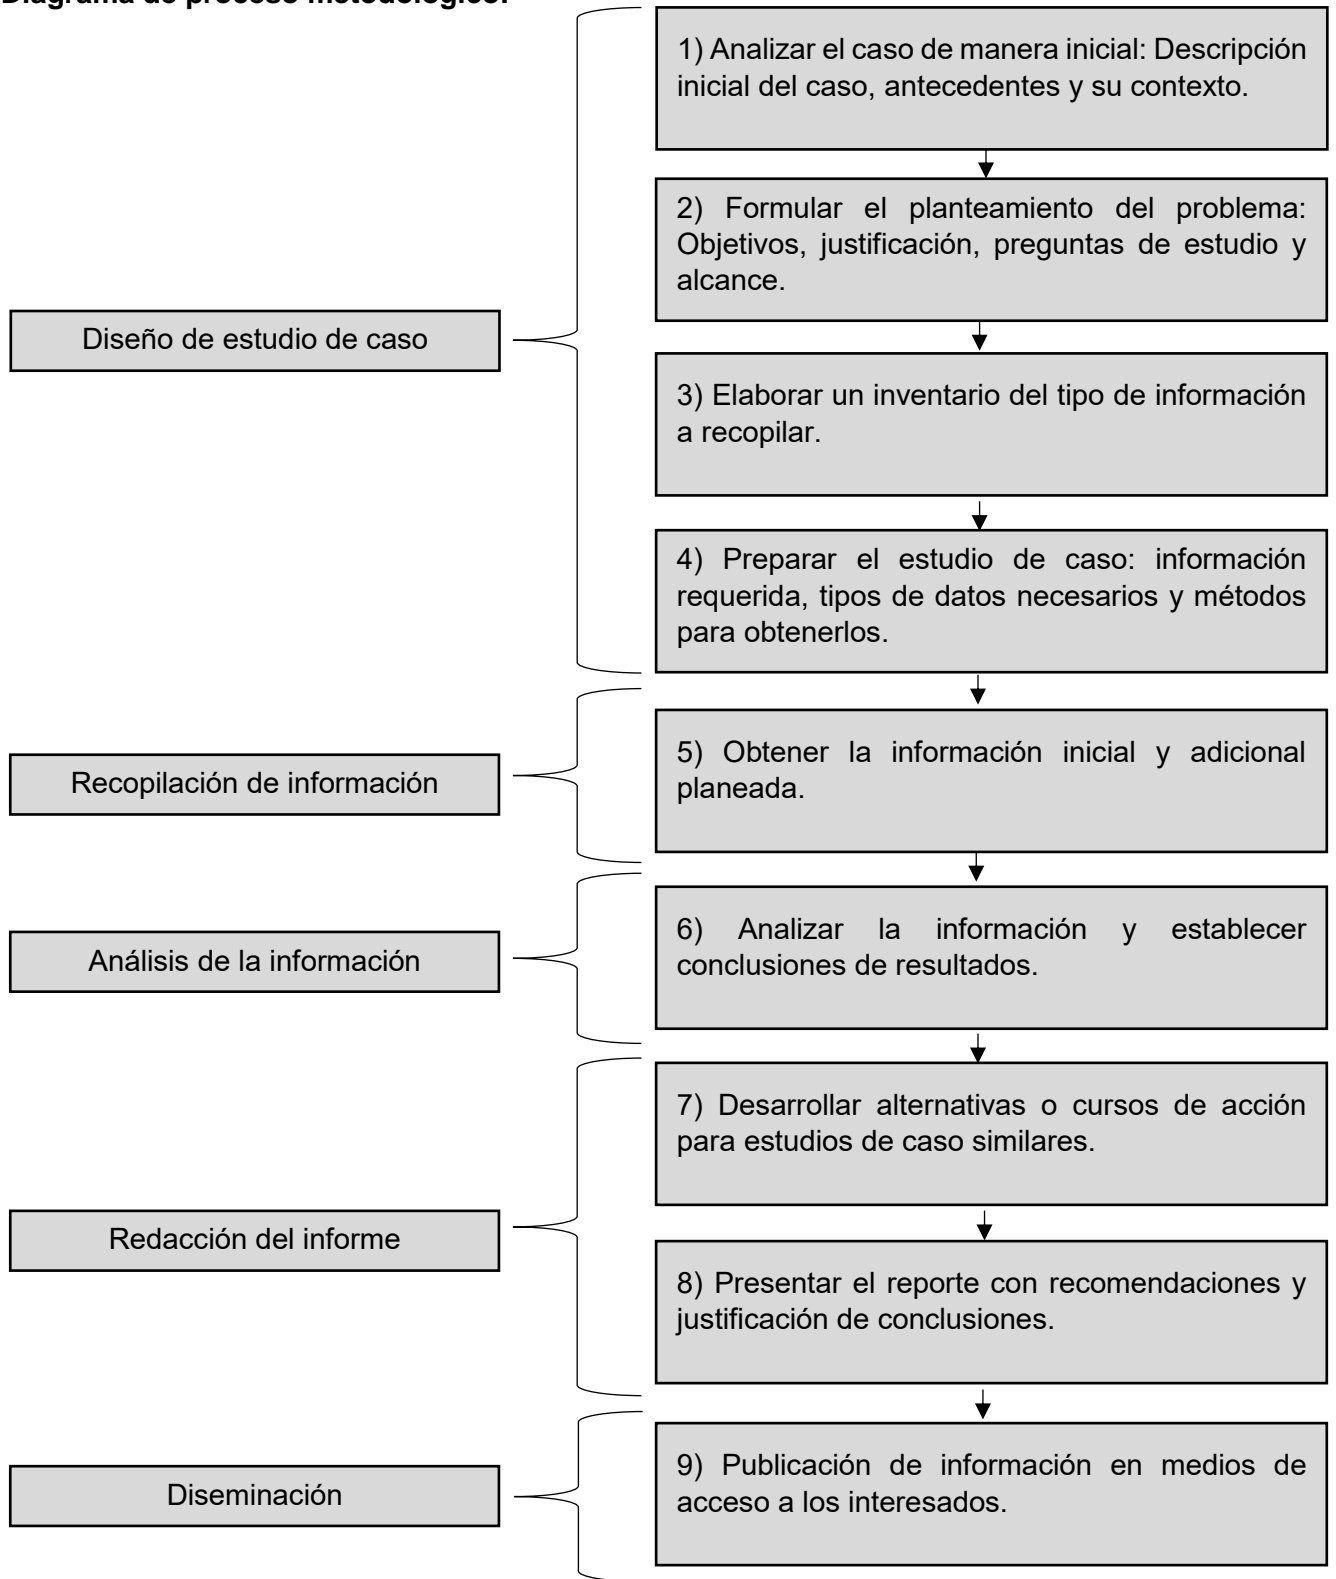 Diagrama de proceso metodológico.
1) Analizar el caso de manera inicial: Descripción
inicial del caso, antecedentes y su contexto.
2) Formular el planteamiento del problema:
Objetivos, justificación, preguntas de estudio y
alcance.
Diseño de estudio de caso
3) Elaborar un inventario del tipo de información
a recopilar.
4) Preparar el estudio de caso: información
requerida, tipos de datos necesarios y métodos
para obtenerlos.
Recopilación de información
5) Obtener la información inicial y adicional
planeada.
Análisis de la información
6) Analizar la información y establecer
conclusiones de resultados.
7) Desarrollar alternativas o cursos de acción
para estudios de caso similares.
Redacción del informe
8) Presentar el reporte con recomendaciones y
justificación de conclusiones.
Diseminación
9) Publicación de información en medios de
acceso a los interesados.